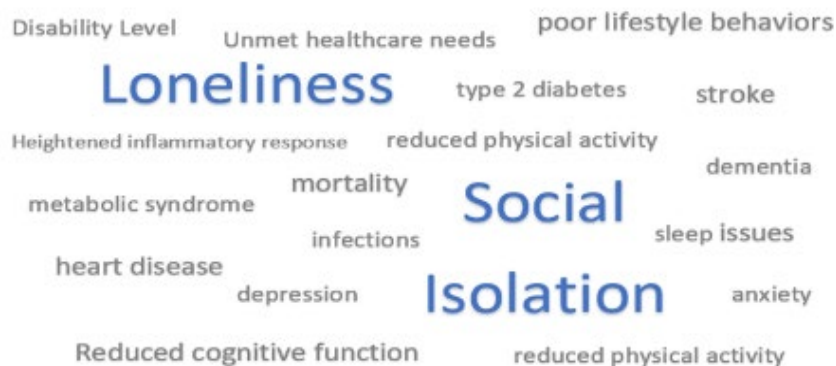 Disability Level
Unmet healthcare needs
poor lifestyle behaviors
Loneliness
type 2 diabetes
stroke
Heightened inflammatory response
reduced physical activity
dementia
mortality
metabolic syndrome
Social
infections
sleep issues
heart disease
depression
Isolation
anxiety
Reduced cognitive function
reduced physical activity